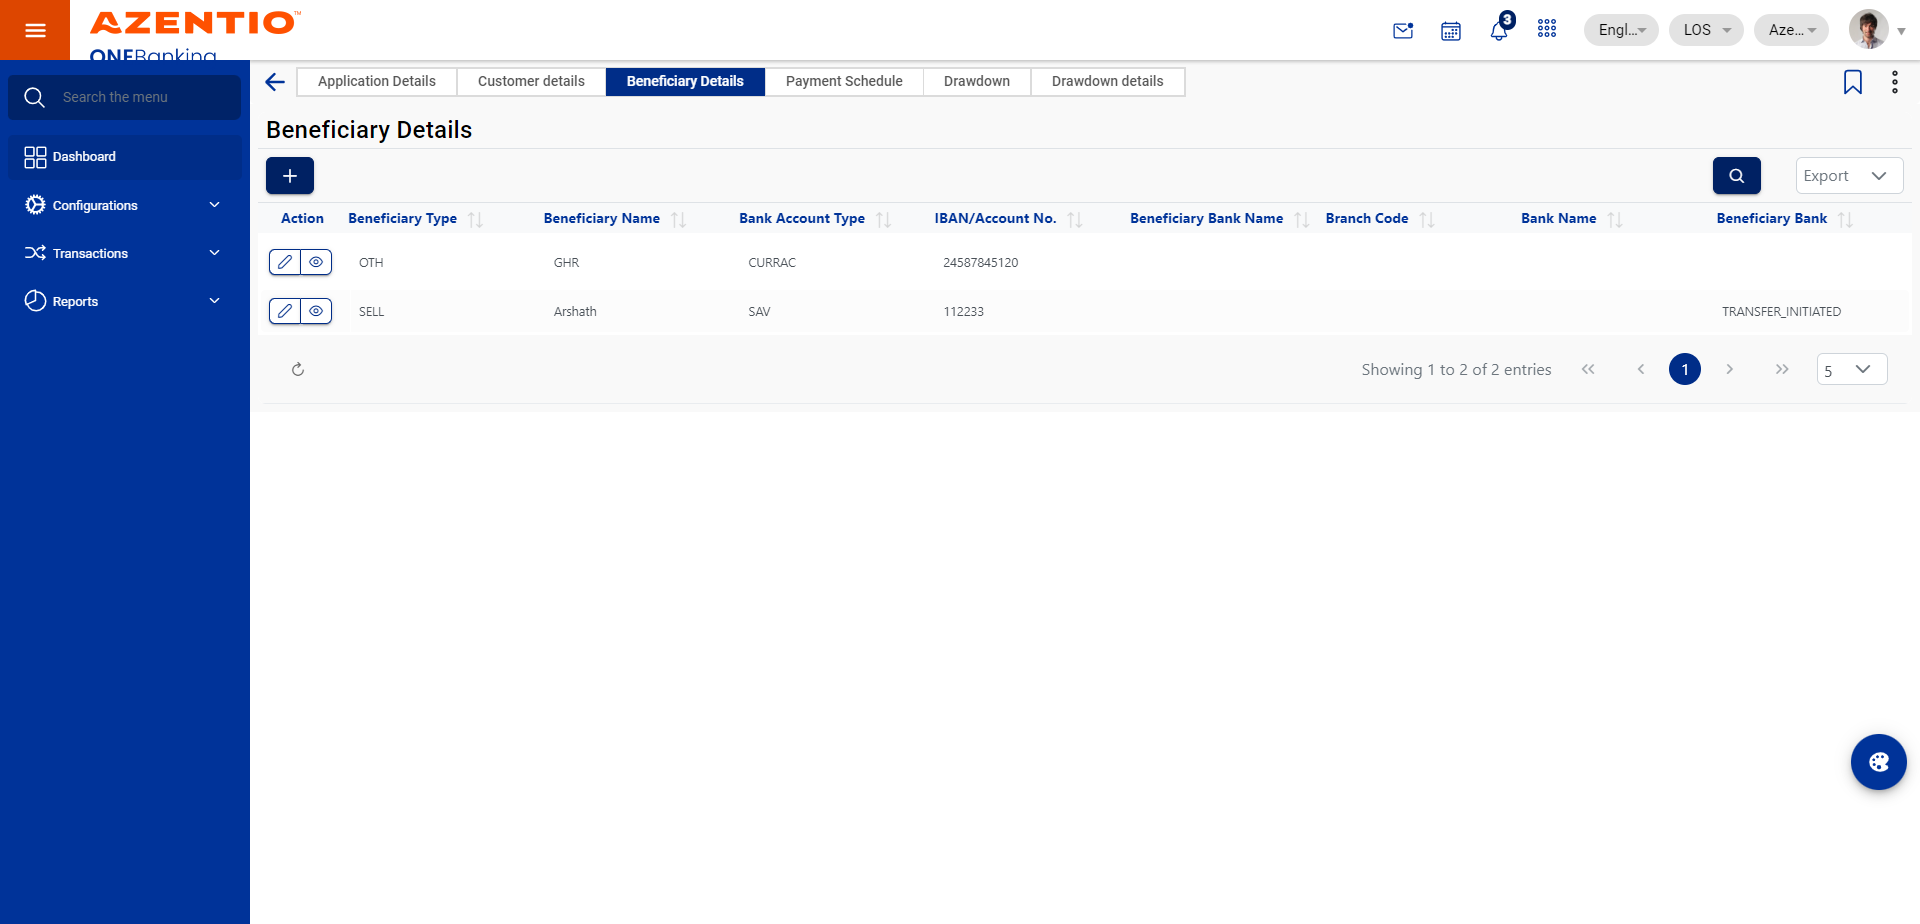 AZENTIO™
ONEBanking
3
Engl...
LOS
Aze...
Search the menu
Dashboard
Configurations
Transactions
Reports
Application Details
Customer details
Beneficiary Details
Payment Schedule
Drawdown
Drawdown details
Beneficiary Details
Export
Action Beneficiary Type Beneficiary Name Bank Account Type IBAN/Account No. Beneficiary Bank Name Branch Code Bank Name Beneficiary Bank
OTH GHR CURRAC 24587845120
SELL Arshath SAV 112233 TRANSFER_INITIATED
Showing 1 to 2 of 2 entries
1
5